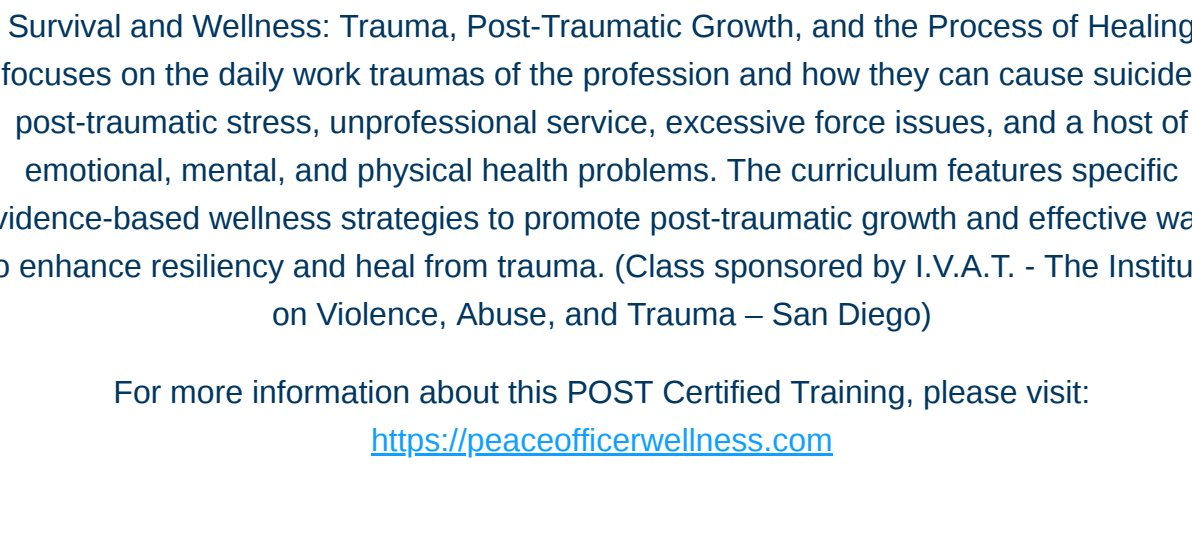 Survival and Wellness: Trauma, Post-Traumatic Growth, and the Process of Healing
focuses on the daily work traumas of the profession and how they can cause suicide
post-traumatic stress, unprofessional service, excessive force issues, and a host of
emotional, mental, and physical health problems. The curriculum features specific
vidence-based wellness strategies to promote post-traumatic growth and effective wa
o enhance resiliency and heal from trauma. (Class sponsored by I.V.A.T. - The Institu
on Violence, Abuse, and Trauma – San Diego)
For more information about this POST Certified Training, please visit:
https://peaceofficerwellness.com